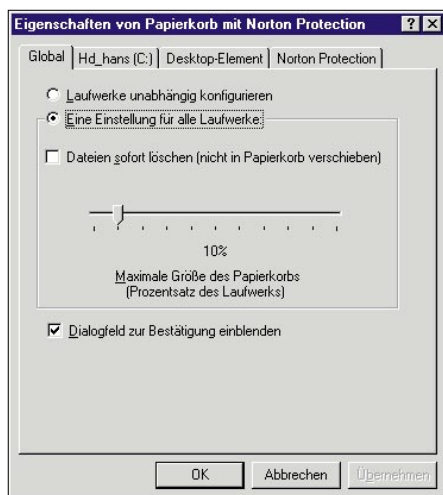 Eigenschaften von Papierkorb mit Norton Protection
Global Hd_hans (C:) Desktop-Element Norton Protection
Laufwerke unabhängig konfigurieren
Eine Einstellung für alle Laufwerke:
Dateien sofort löschen (nicht in Papierkorb verschieben)
10%
Maximale Größe des Papierkorbs
(Prozentsatz des Laufwerks)
Dialogfeld zur Bestätigung einblenden
OK Abbrechen Übernehmen